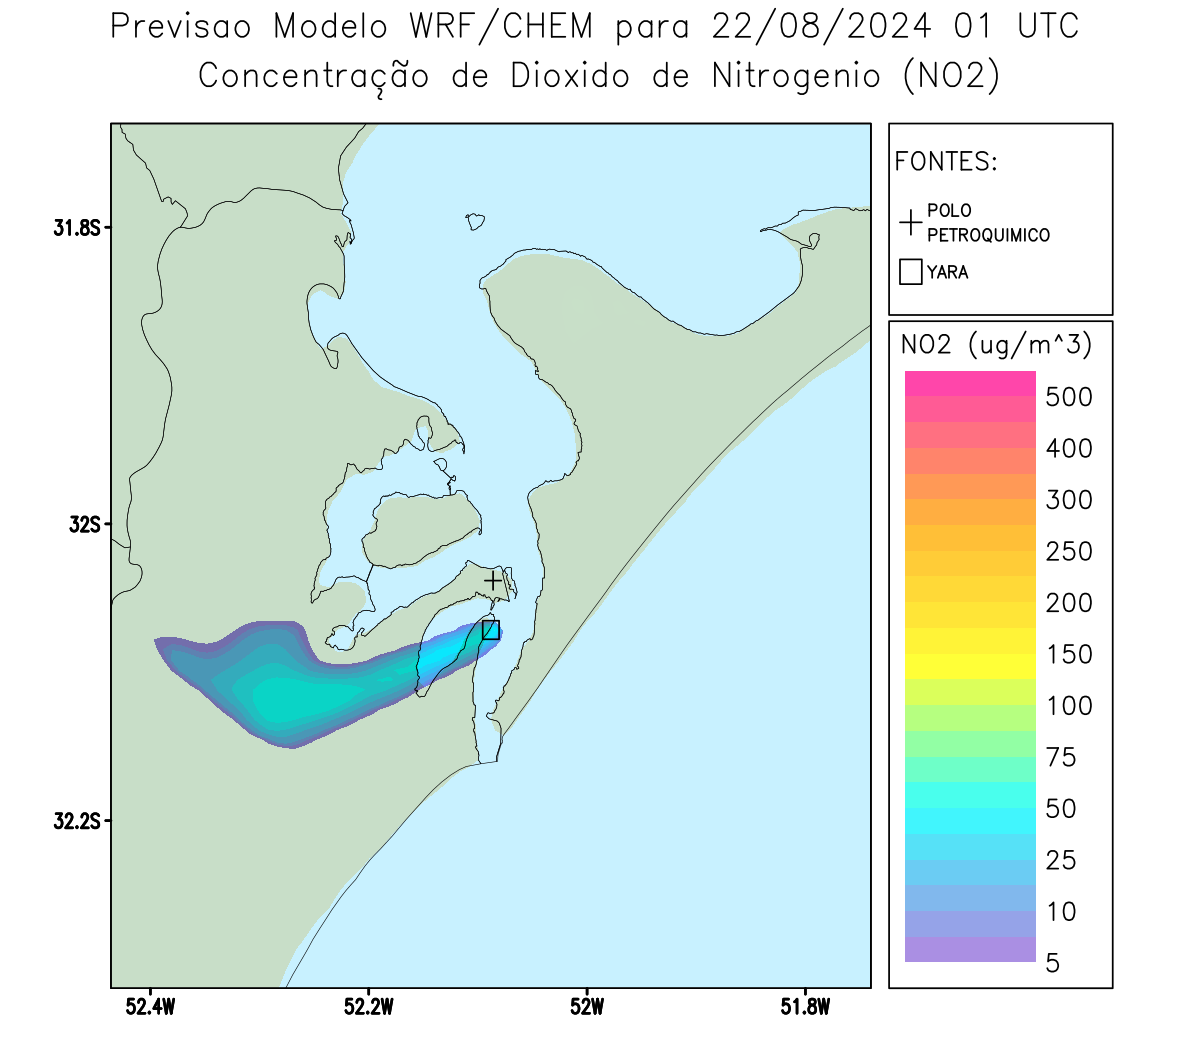 Previsao Modelo WRF/CHEM para 22/08/2024 01 UTC
Concentração de Dioxido de Nitrogenio (NO2)
FONTES:
POLO
PETROQUIMICO
YARA
NO2 (ug/m^3)
500
400
300
250
200
150
100
75
50
25
10
5
31.8S
32S
32.2S
52.4W
52.2W
52W
51.8W